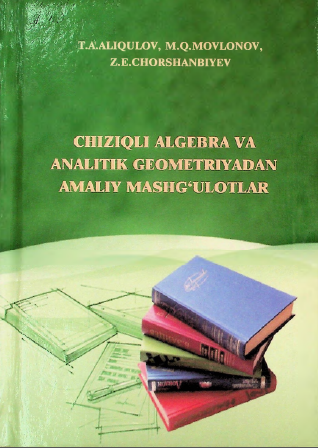 T.A.ALIQULOV, M.Q.MOVLONOV,
Z.E.CHORSHANBIYEV
CHIZIQLI ALGEBRA VA
ANALITIK GEOMETRIYADAN
AMALIY MASHG‘ULOTLAR